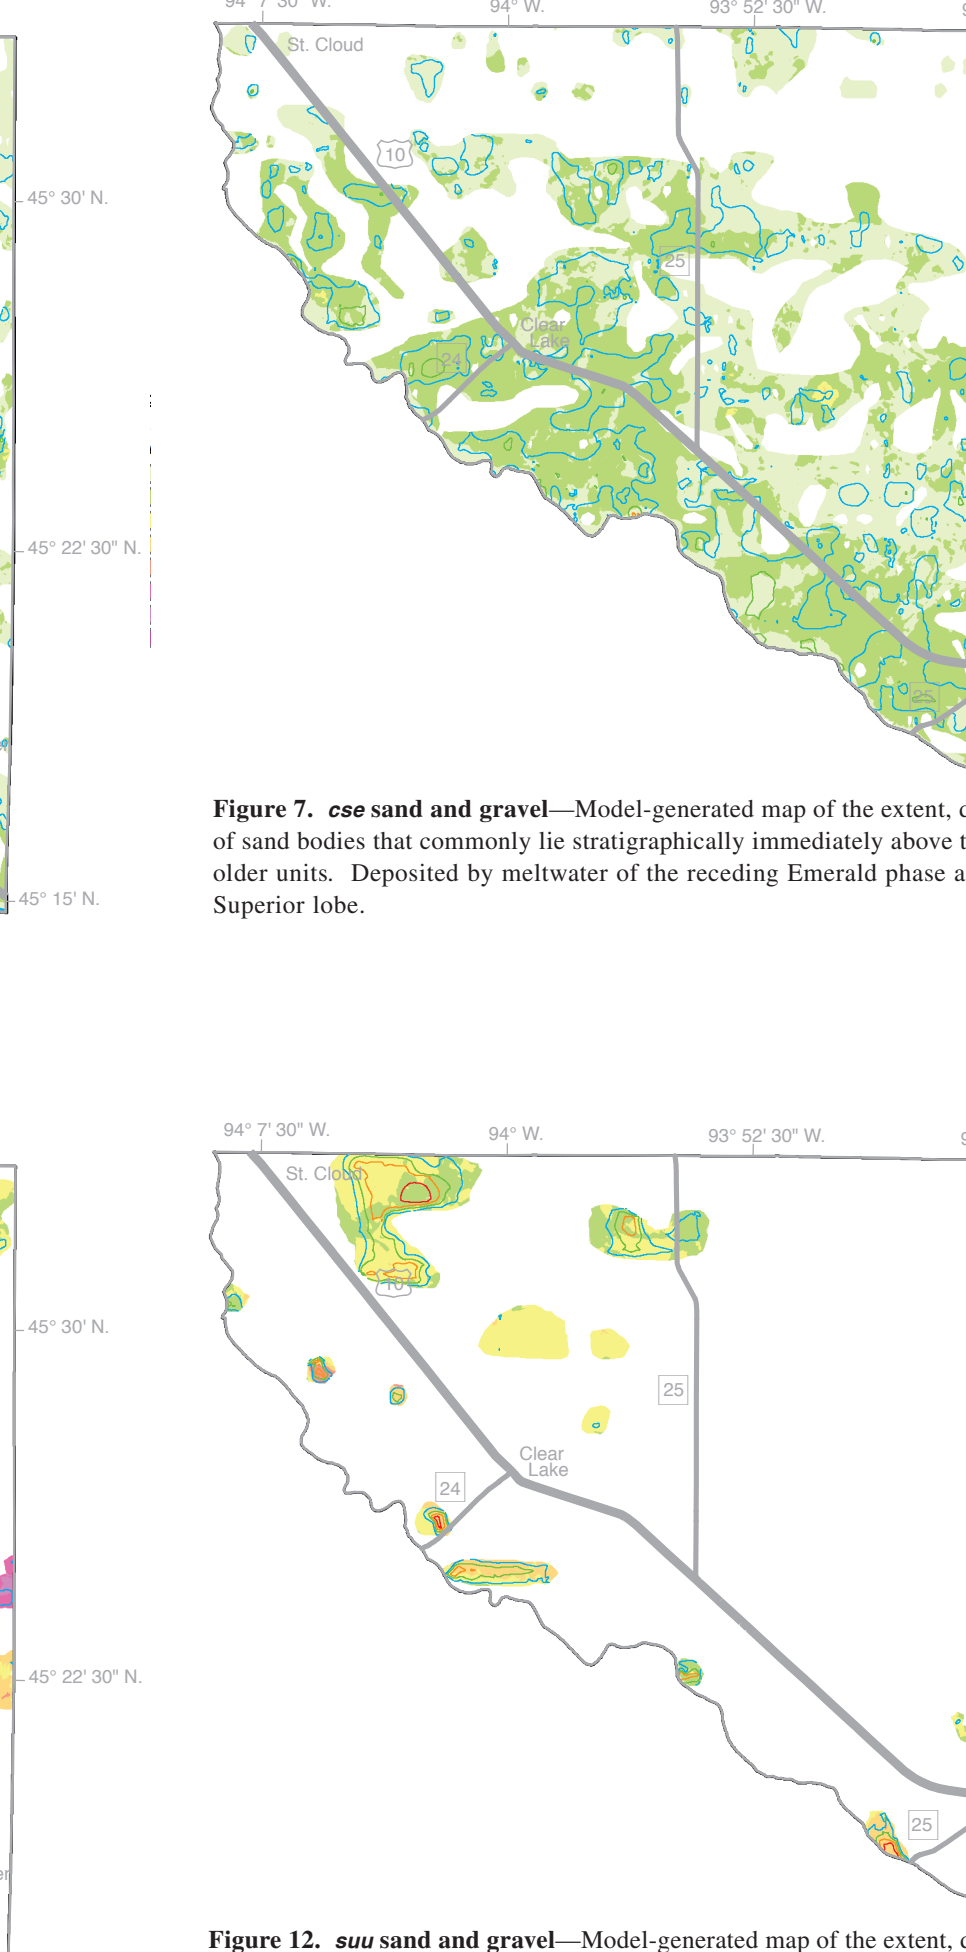 94° 7' 30" W.
94° W.
93° 52' 30" W.
St. Cloud
10
45° 30' N.
25
Clear
Lake
24
45° 22' 30" N.
25
45° 15' N.
Figure 7. cse sand and gravel—Model-generated map of the extent,
of sand bodies that commonly lie stratigraphically immediately above
older units. Deposited by meltwater of the receding Emerald phase
Superior lobe.
94° 7' 30" W.
94° W.
93° 52' 30" W.
St. Cloud
10
45° 30' N.
25
Clear
Lake
24
45° 22' 30" N.
25
Figure 12. suu sand and gravel—Model-generated map of the extent,